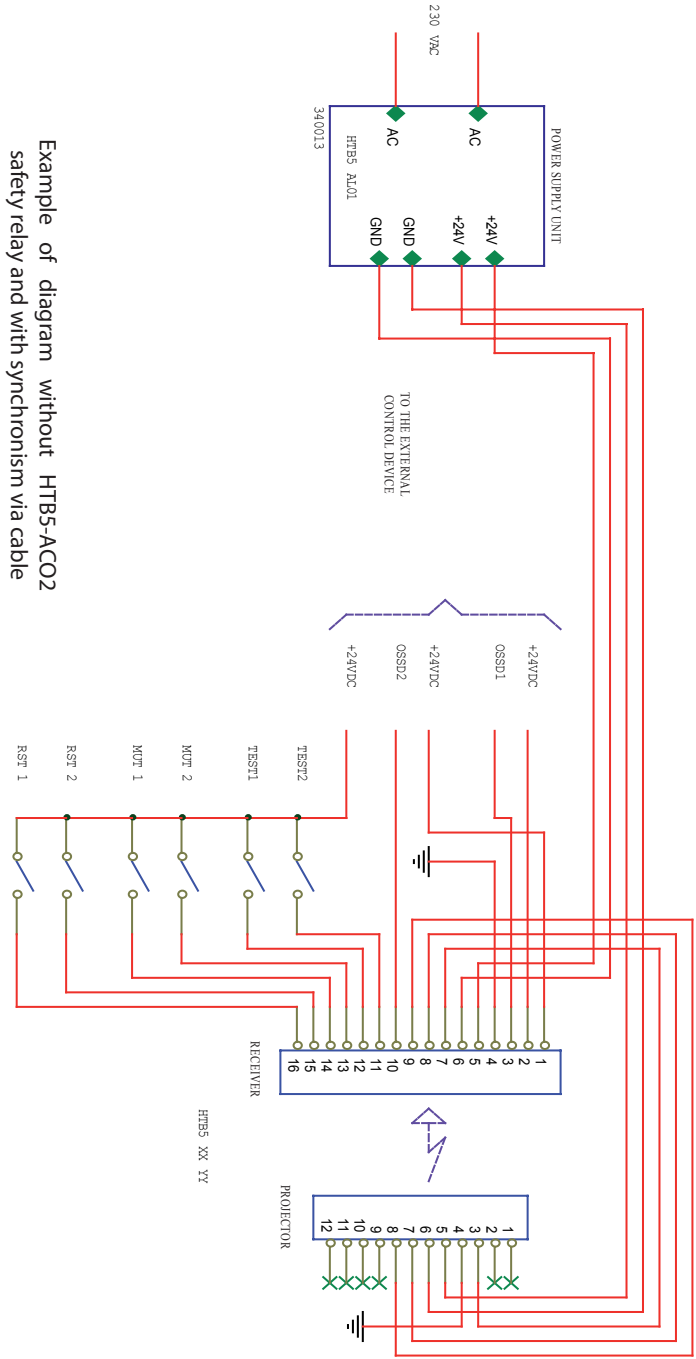 230 VAC
POWER SUPPLY UNIT
AC
AC
HTB5 AL01
340013
+24V
+24V
GND
GND
TO THE EXTERNAL
CONTROL DEVICE
+24VDC
OSSD1
+24VDC
OSSD2
+24VDC
TEST2
TEST1
MUT 2
MUT 1
RST 2
RST 1
1
2
3
4
5
6
7
8
9
10
11
12
13
14
15
16
RECEIVER
HTB5 XX YY
1
2
3
4
5
6
7
8
9
10
11
12
PROJECTOR
Example of diagram without HTB5-ACO2
safety relay and with synchronism via cable